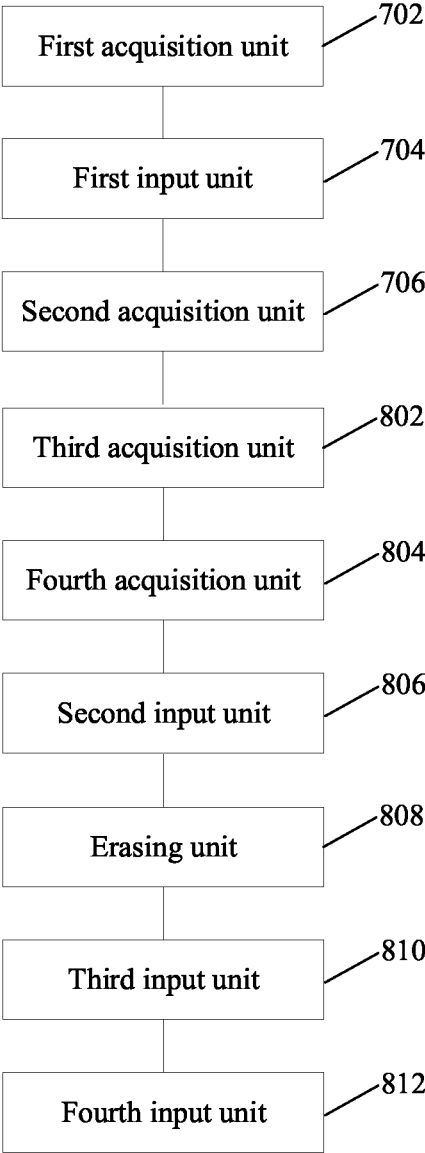 702
First acquisition unit
704
First input unit
706
Second acquisition unit
802
Third acquisition unit
804
Fourth acquisition unit
806
Second input unit
808
Erasing unit
810
Third input unit
812
Fourth input unit